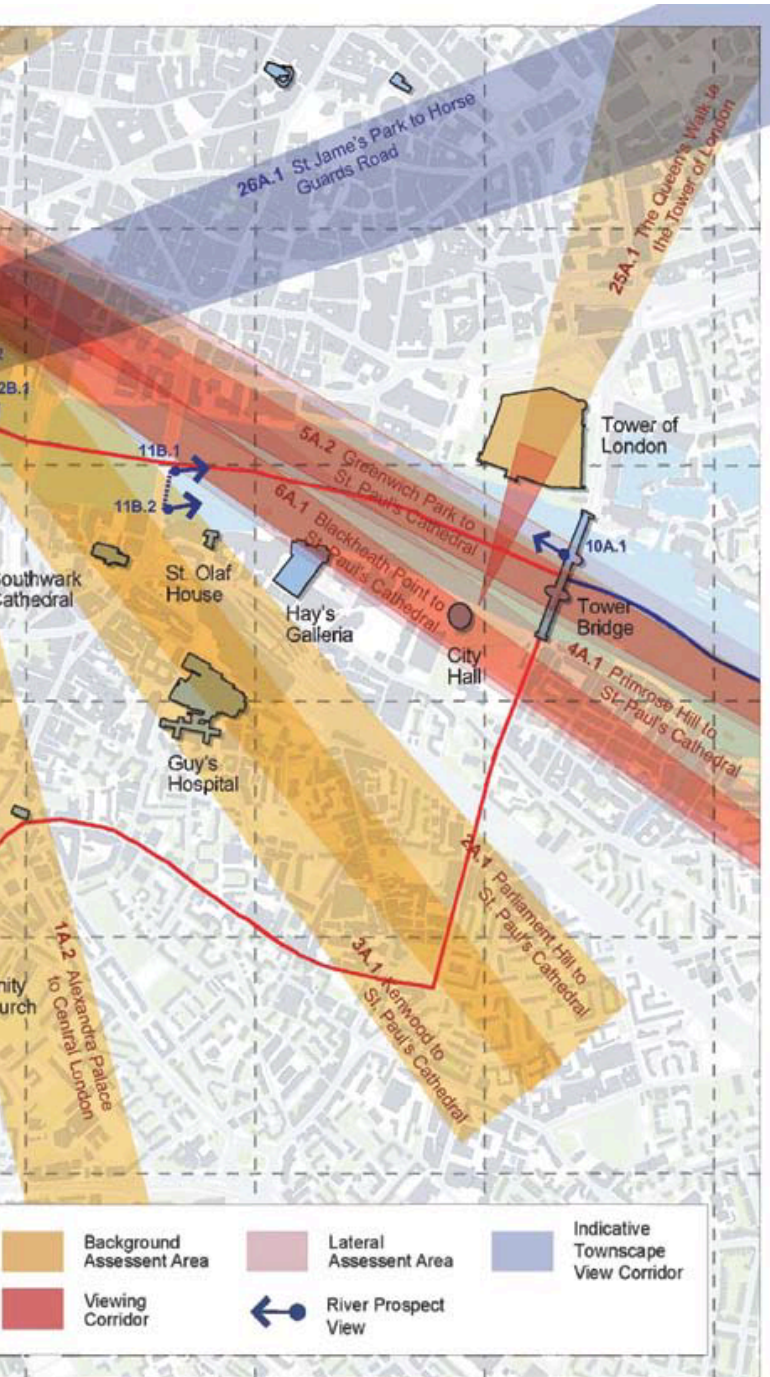 26A.1 St Jame's Park to Horse
Guards Road
25A.1 The Queen's Walk to
the Tower of London
2B.1
Tower of
London
11B.1
5A.2 Greenwich Park to
St. Paul's Cathedral
11B.2
6A.1 Blackheath Point to
St. Paul's Cathedral
10A.1
outhwark
Cathedral
St. Olaf
House
Hay's
Galleria
Tower
Bridge
City
Hall
4A.1 Primrose Hill to
St. Paul's Cathedral
Guy's
Hospital
2A.1 Parliament Hill to
St. Paul's Cathedral
3A.1 Kenwood to
St. Paul's Cathedral
1A.2 Alexandra Palace
to Central London
nity
urch
Background
Assessent Area
Lateral
Assessent Area
Indicative
Townscape
View Corridor
Viewing
Corridor
River Prospect
View